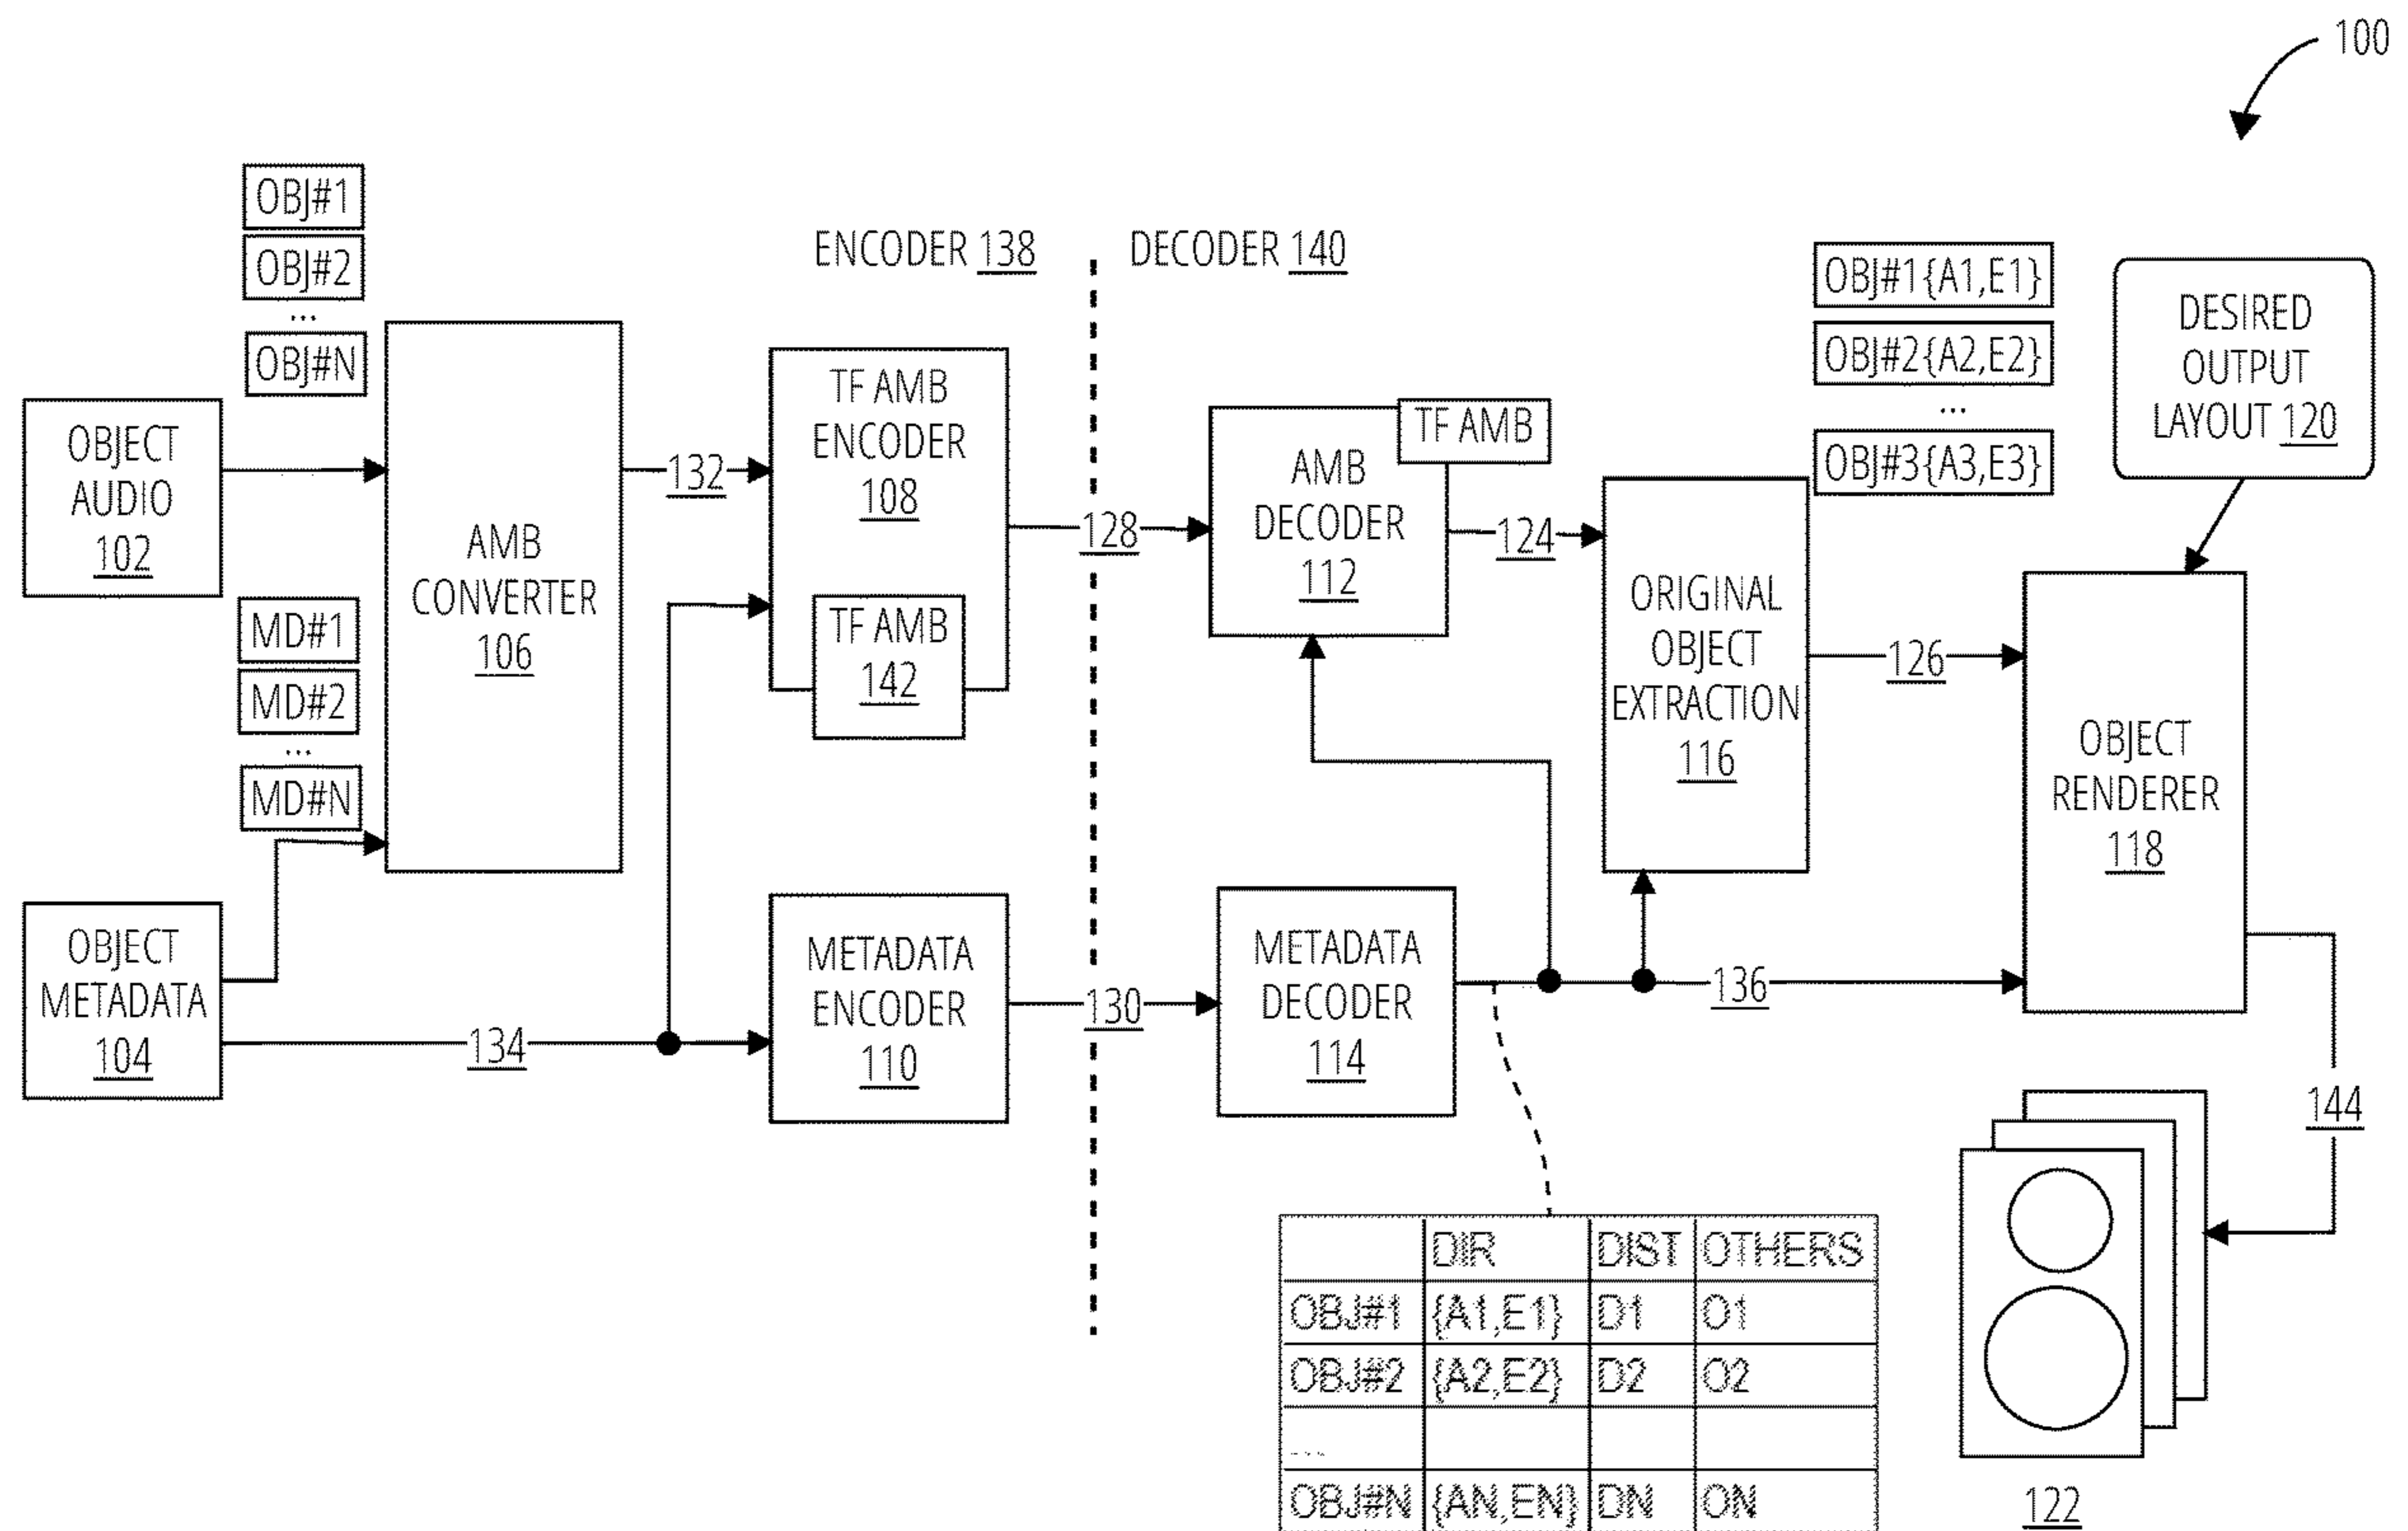 100
OBJ#1
OBJ#2
...
OBJ#N
ENCODER 138
DECODER 140
OBJ#1{A1,E1}
OBJ#2{A2,E2}
...
OBJ#3{A3,E3}
DESIRED
OUTPUT
LAYOUT 120
OBJECT
AUDIO
102
MD#1
MD#2
...
MD#N
AMB
CONVERTER
106
132
TF AMB
ENCODER
108
TF AMB
142
128
TF AMB
AMB
DECODER
112
124
ORIGINAL
OBJECT
EXTRACTION
116
126
OBJECT
RENDERER
118
OBJECT
METADATA
104
134
METADATA
ENCODER
110
130
METADATA
DECODER
114
136
144
DIR DIST OTHERS
OBJ#1 {A1,E1} D1 O1
OBJ#2 {A2,E2} D2 O2
...
OBJ#N {AN,EN} DN ON
122